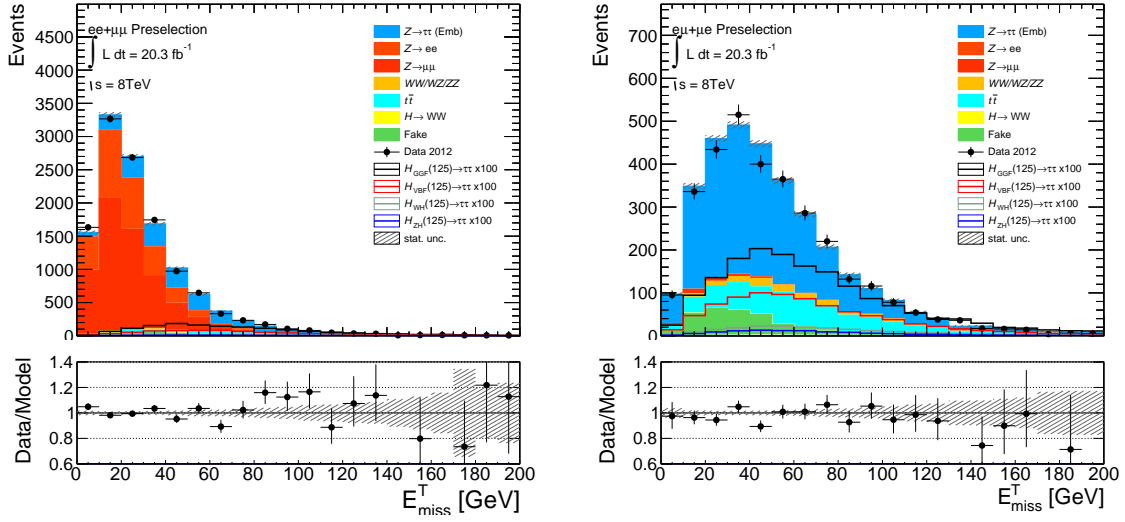 Events
4500
4000
3500
3000
2500
2000
1500
1000
500
0
ee+μμ Preselection
∫ L dt = 20.3 fb⁻¹
√s = 8TeV
Z→ττ (Emb)
Z→ ee
Z→μμ
WW/WZ/ZZ
tt̄
H→ WW
Fake
Data 2012
H_GGF(125)→ττ x100
H_VBF(125)→ττ x100
H_WH(125)→ττ x100
H_ZH(125)→ττ x100
stat. unc.
Data/Model
1.4
1.2
1
0.8
0.6
0 20 40 60 80 100 120 140 160 180 200
E^T_miss [GeV]
Events
700
600
500
400
300
200
100
0
eμ+μe Preselection
∫ L dt = 20.3 fb⁻¹
√s = 8TeV
Z→ττ (Emb)
Z→ ee
Z→μμ
WW/WZ/ZZ
tt̄
H→ WW
Fake
Data 2012
H_GGF(125)→ττ x100
H_VBF(125)→ττ x100
H_WH(125)→ττ x100
H_ZH(125)→ττ x100
stat. unc.
Data/Model
1.4
1.2
1
0.8
0.6
0 20 40 60 80 100 120 140 160 180 200
E^T_miss [GeV]